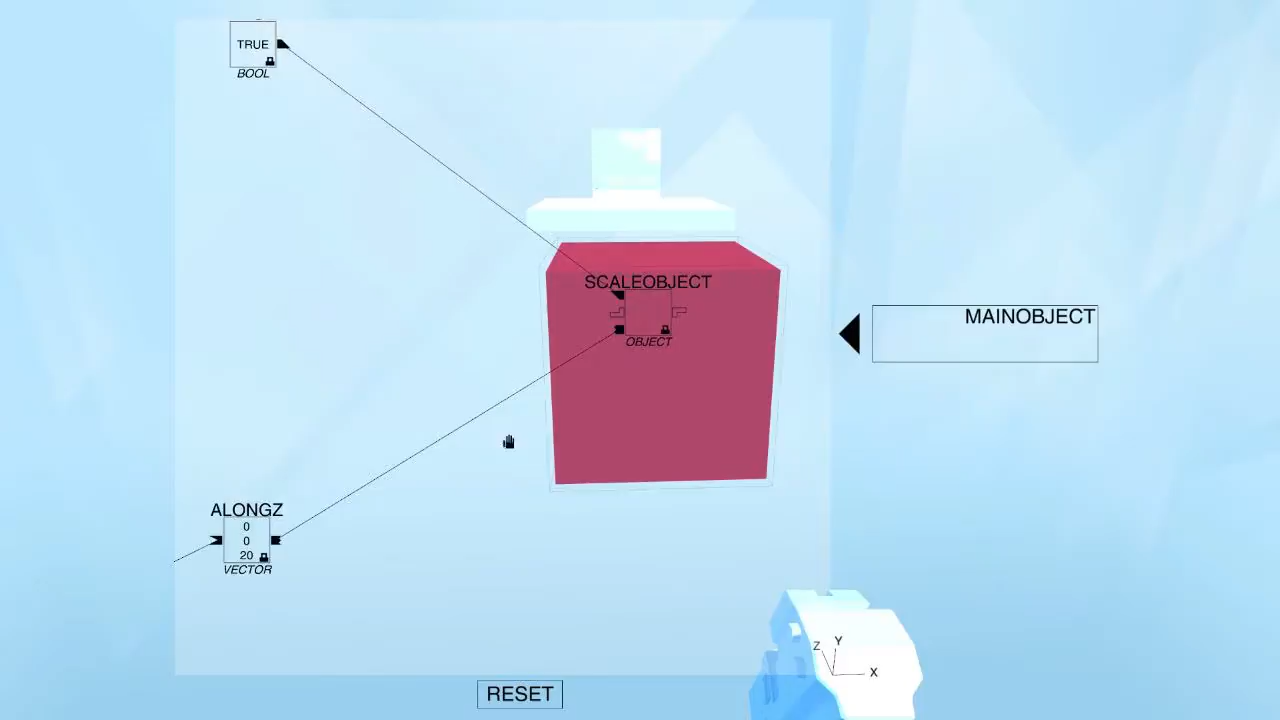 TRUE
BOOL
SCALEOBJECT
OBJECT
MAINOBJECT
ALONGZ
0
0
20
VECTOR
Z
Y
X
RESET